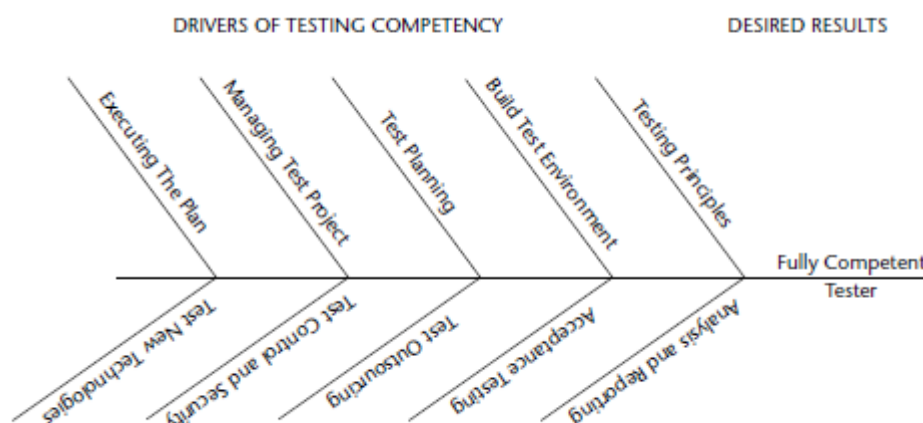 DRIVERS OF TESTING COMPETENCY
DESIRED RESULTS
Executing The Plan
Managing Test Project
Test Planning
Build Test Environment
Testing Principles
Fully Competent
Tester
Test New Technologies
Test Control and Security
Test Outsourcing
Acceptance Testing
Analysis and Reporting